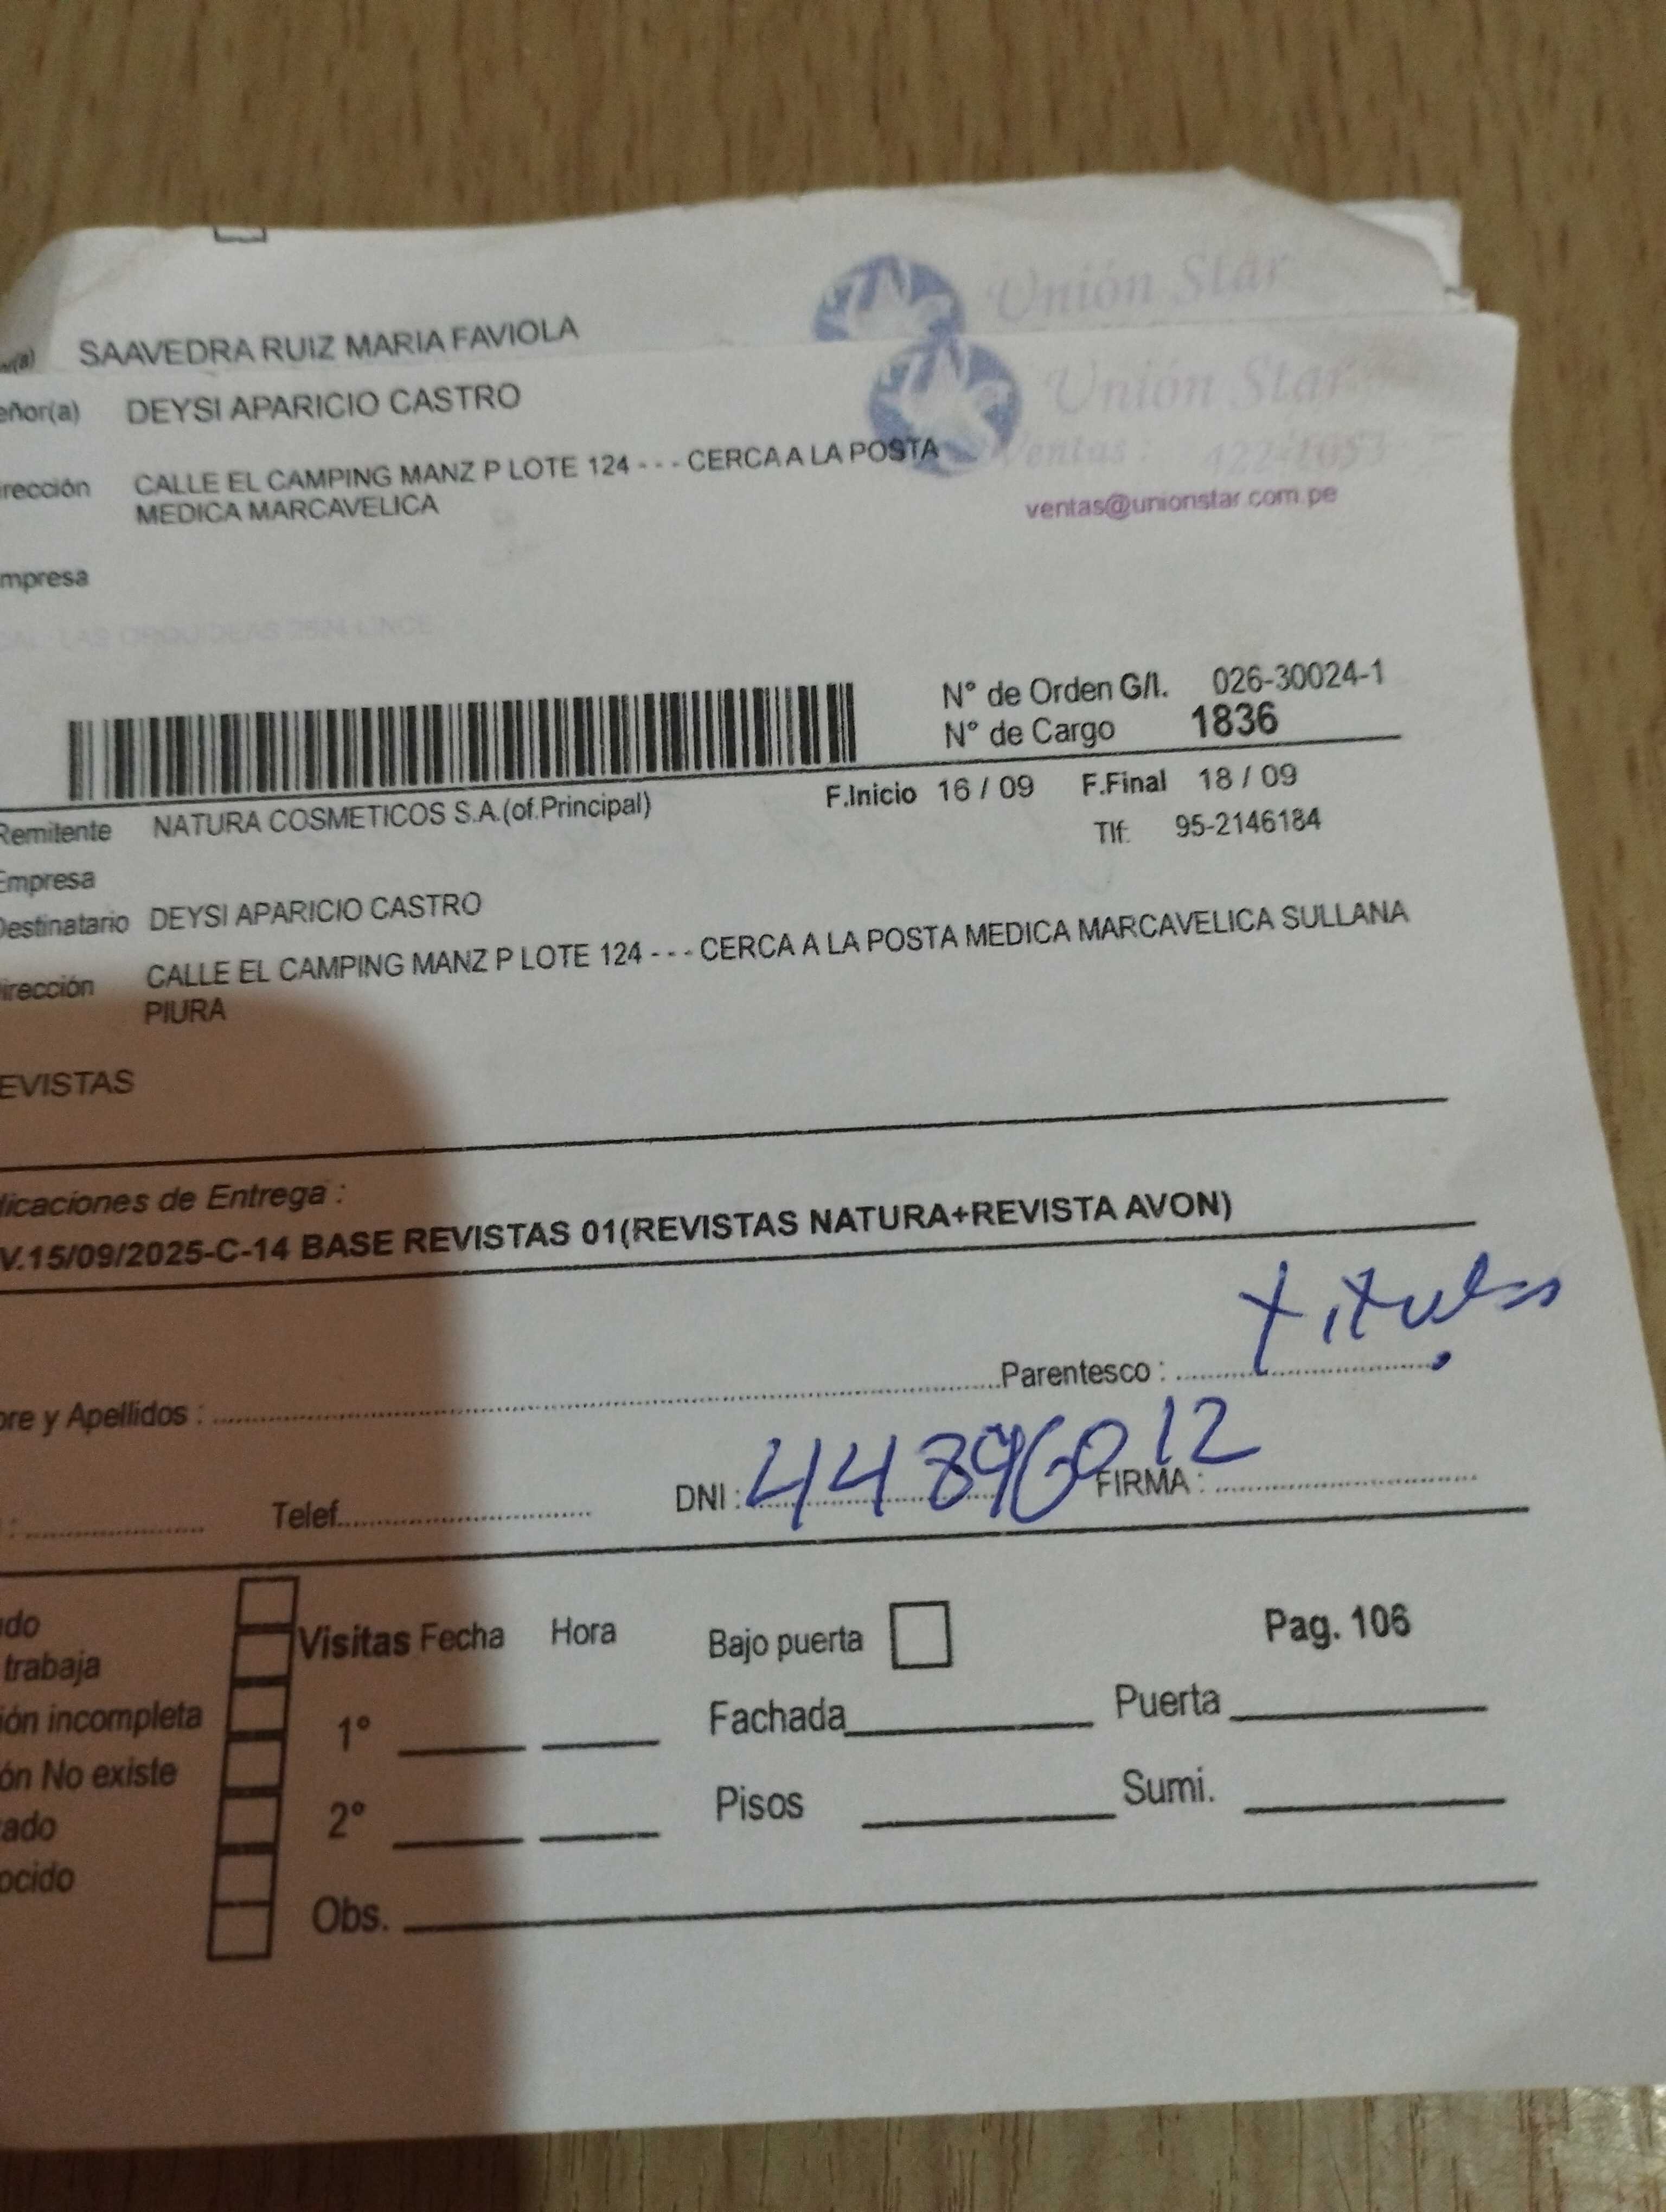 Unión Star
SAAVEDRA RUIZ MARIA FAVIOLA
eñor(a) DEYSI APARICIO CASTRO
Unión Star
Ventas: 422-1053
irección CALLE EL CAMPING MANZ P LOTE 124 - - - CERCA A LA POSTA
MEDICA MARCAVELICA
ventas@unionstar.com.pe
mpresa
N° de Orden G/I. 026-30024-1
N° de Cargo 1836
F.Inicio 16 / 09 F.Final 18 / 09
Remitente NATURA COSMETICOS S.A.(of.Principal)
Tlf: 95-2146184
Empresa
Destinatario DEYSI APARICIO CASTRO
irección CALLE EL CAMPING MANZ P LOTE 124 - - - CERCA A LA POSTA MEDICA MARCAVELICA SULLANA
PIURA
EVISTAS
dicaciones de Entrega :
V.15/09/2025-C-14 BASE REVISTAS 01(REVISTAS NATURA+REVISTA AVON)
bre y Apellidos : Parentesco :
Telef. DNI : 44896012 FIRMA :
do
trabaja
ión incompleta
ón No existe
ado
ocido
Visitas Fecha Hora Bajo puerta Pag. 106
1° Fachada Puerta
2° Pisos Sumi.
Obs.